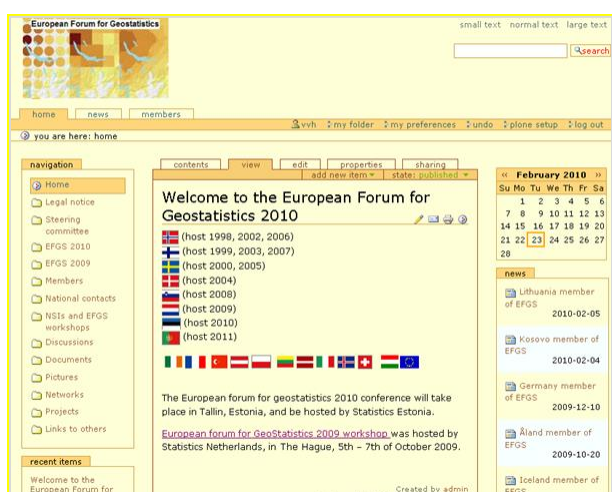 European Forum for Geostatistics
small text normal text large text
search
home news members
vvh my folder my preferences undo plone setup log out
you are here: home
navigation
Home
Legal notice
Steering
committee
EFGS 2010
EFGS 2009
Members
National contacts
NSIs and EFGS
workshops
Discussions
Documents
Pictures
Networks
Projects
Links to others
recent items
Welcome to the
European Forum for
contents view edit properties sharing
add new item state: published
Welcome to the European Forum for
Geostatistics 2010
(host 1998, 2002, 2006)
(host 1999, 2003, 2007)
(host 2000, 2005)
(host 2004)
(host 2008)
(host 2009)
(host 2010)
(host 2011)
The European forum for geostatistics 2010 conference will take
place in Tallin, Estonia, and be hosted by Statistics Estonia.
European forum for GeoStatistics 2009 workshop was hosted by
Statistics Netherlands, in The Hague, 5th – 7th of October 2009.
Created by admin
« February 2010 »
Su Mo Tu We Th Fr Sa
1 2 3 4 5 6
7 8 9 10 11 12 13
14 15 16 17 18 19 20
21 22 23 24 25 26 27
28
news
Lithuania member
of EFGS
2010-02-05
Kosovo member of
EFGS
2010-02-04
Germany member
of EFGS
2009-12-10
Åland member of
EFGS
2009-10-20
Iceland member of
EFGS